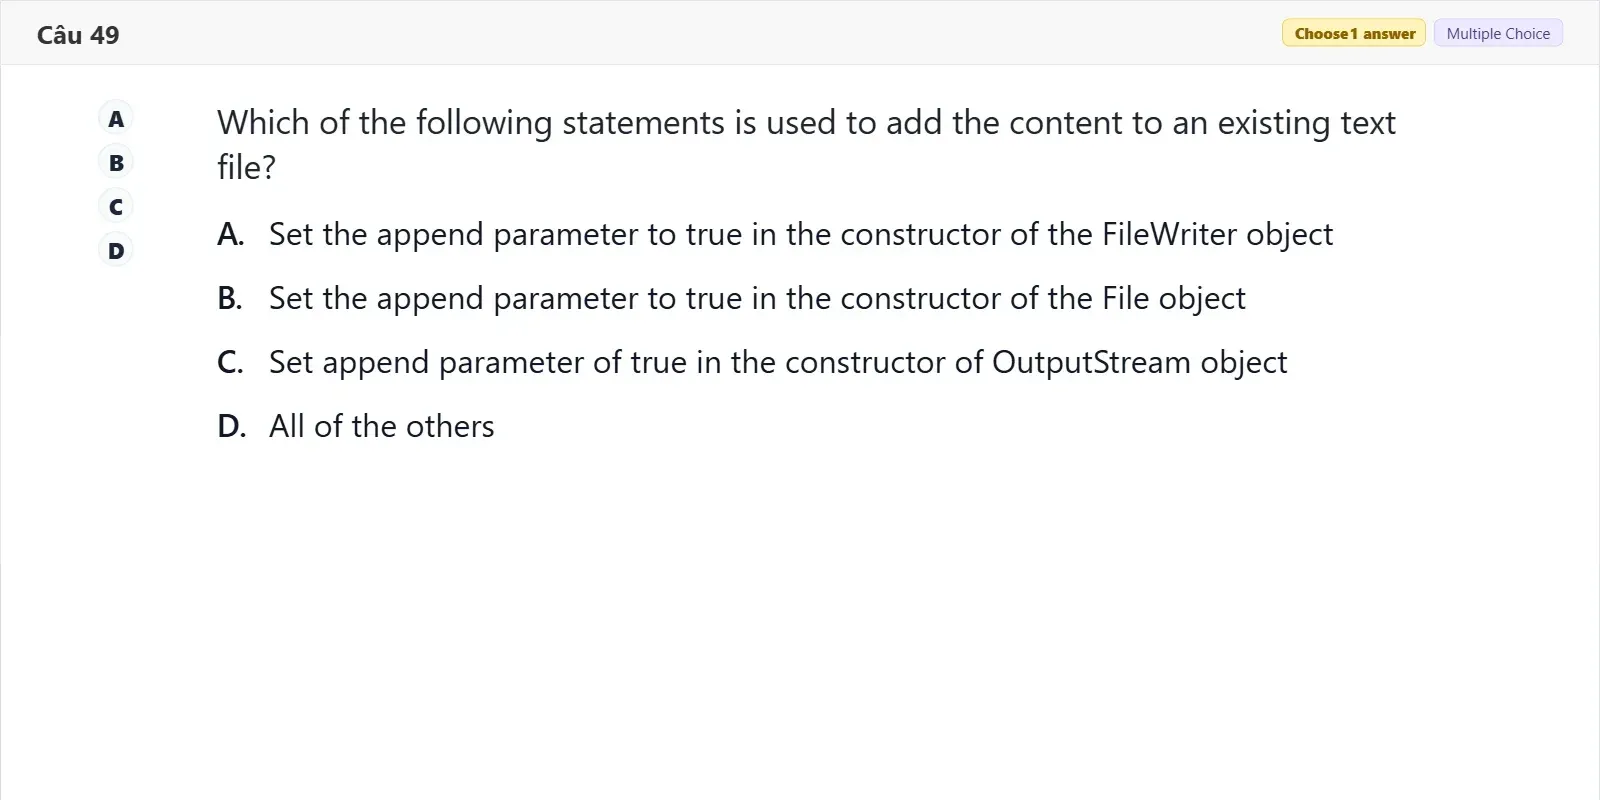 Câu 49
Choose1 answer
Multiple Choice
A
B
C
D
Which of the following statements is used to add the content to an existing text
file?
A. Set the append parameter to true in the constructor of the FileWriter object
B. Set the append parameter to true in the constructor of the File object
C. Set append parameter of true in the constructor of OutputStream object
D. All of the others